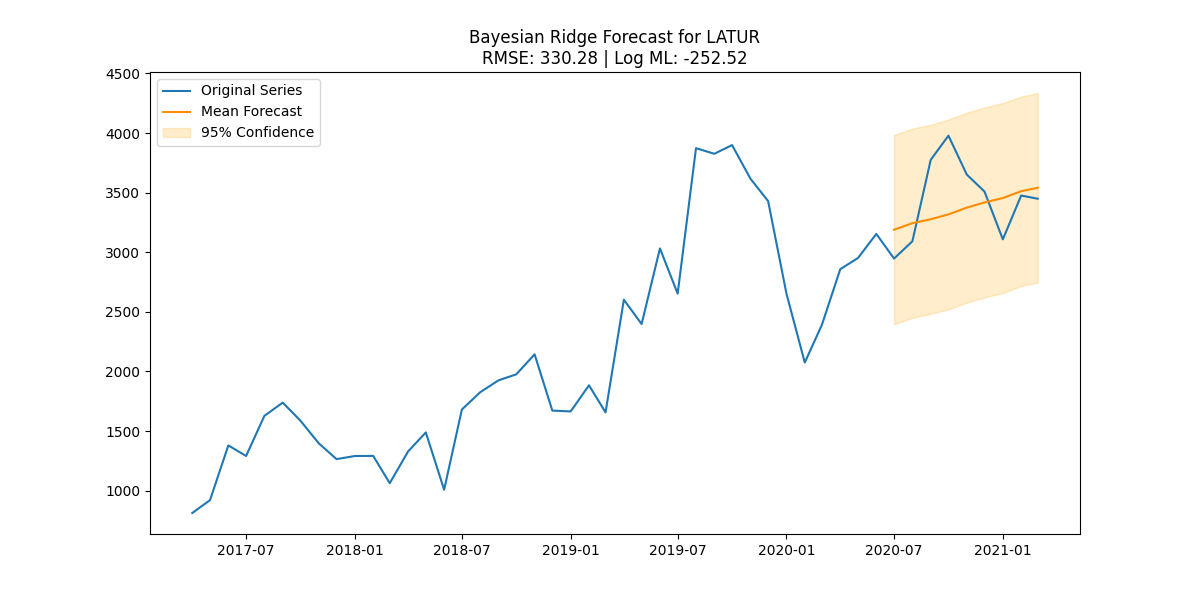 Bayesian Ridge Forecast for LATUR
RMSE: 330.28 | Log ML: -252.52
Original Series
Mean Forecast
95% Confidence
4500
4000
3500
3000
2500
2000
1500
1000
2017-07 2018-01 2018-07 2019-01 2019-07 2020-01 2020-07 2021-01